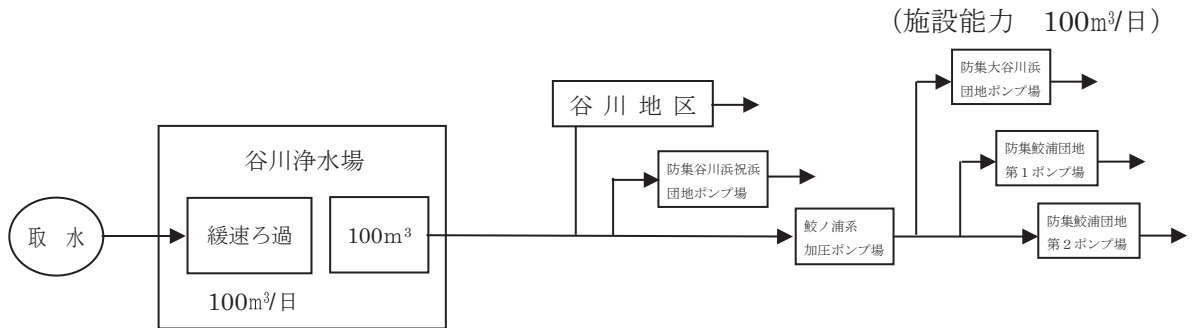 (施設能力　100㎥/日)
防集大谷川浜
団地ポンプ場
谷 川 地 区
谷川浄水場
防集鮫浦団地
第1ポンプ場
防集谷川浜祝浜
団地ポンプ場
取　水
緩速ろ過
100m³
鮫ノ浦系
加圧ポンプ場
防集鮫浦団地
第2ポンプ場
100㎥/日